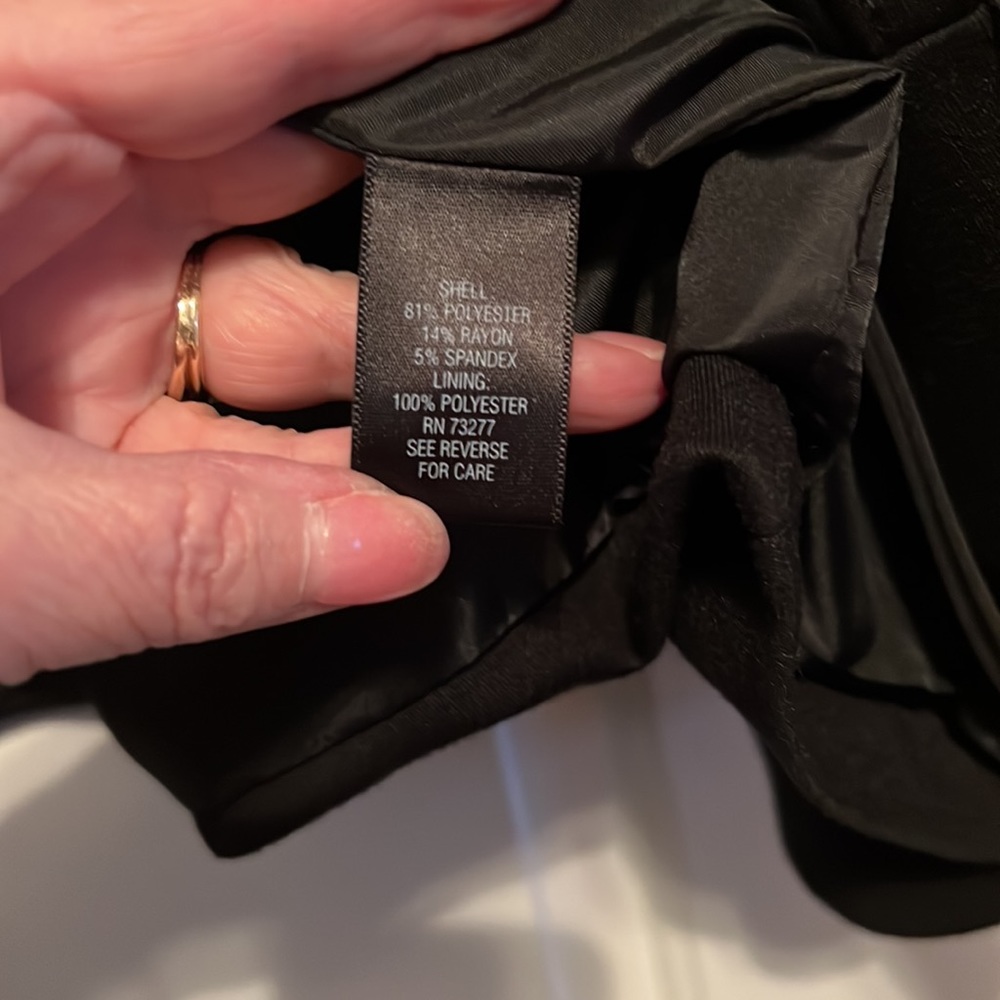 SHELL
81% POLYESTER
14% RAYON
5% SPANDEX
LINING:
100% POLYESTER
RN 73277
SEE REVERSE
FOR CARE